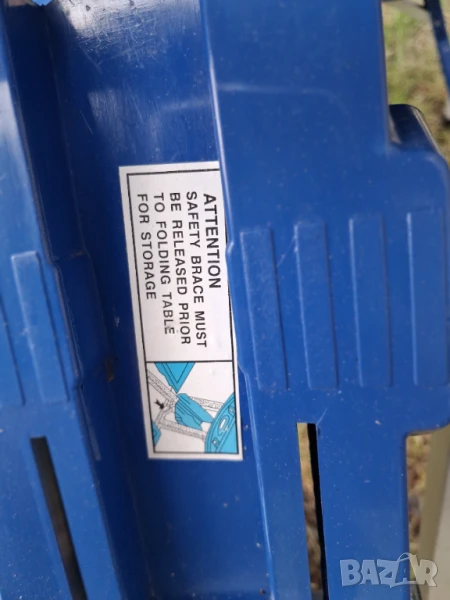 ATTENTION
SAFETY BRACE MUST
BE RELEASED PRIOR
TO FOLDING TABLE
FOR STORAGE
BAZAR